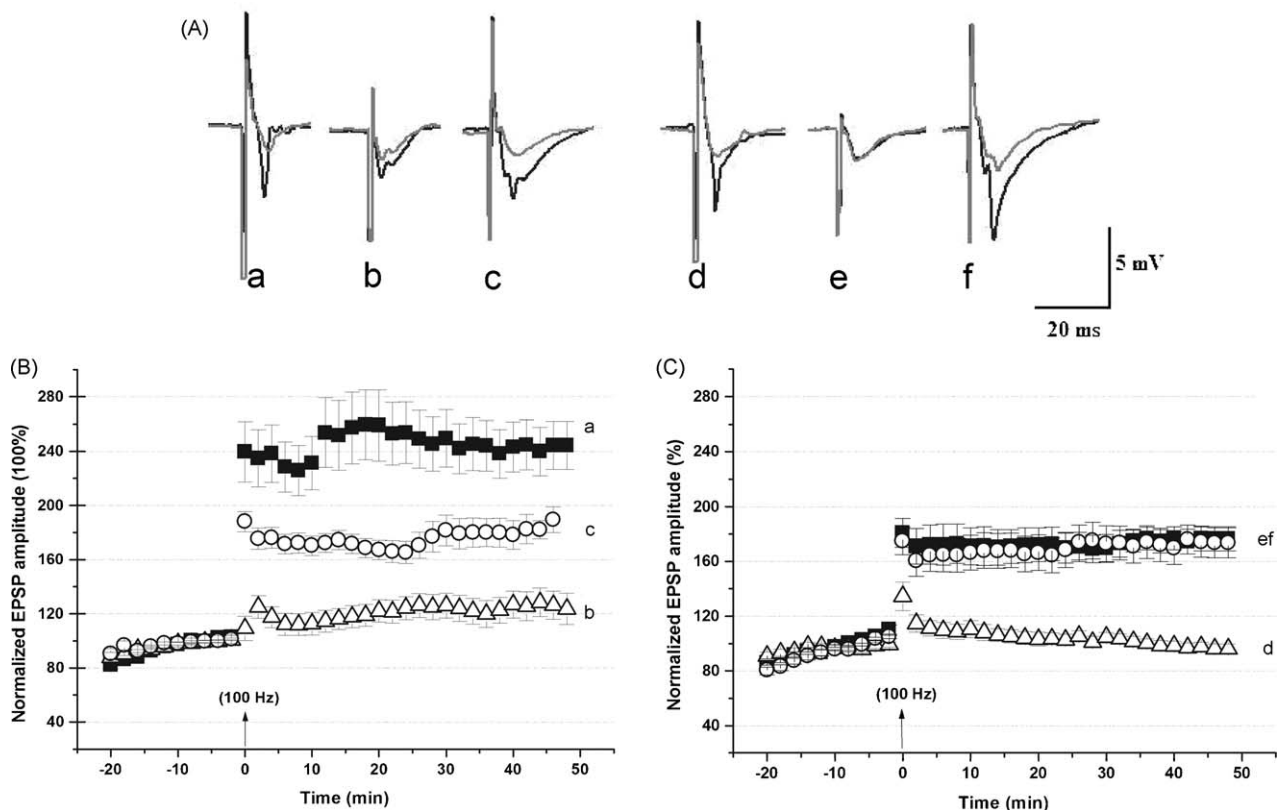 (A)
a b c d e f
5 mV
20 ms
(B)
Normalized EPSP amplitude (100%)
280
240
200
160
120
80
40
a
c
b
(100 Hz)
-20 -10 0 10 20 30 40 50
Time (min)
(C)
Normalized EPSP amplitude (%)
280
240
200
160
120
80
40
ef
d
(100 Hz)
-20 -10 0 10 20 30 40 50
Time (min)